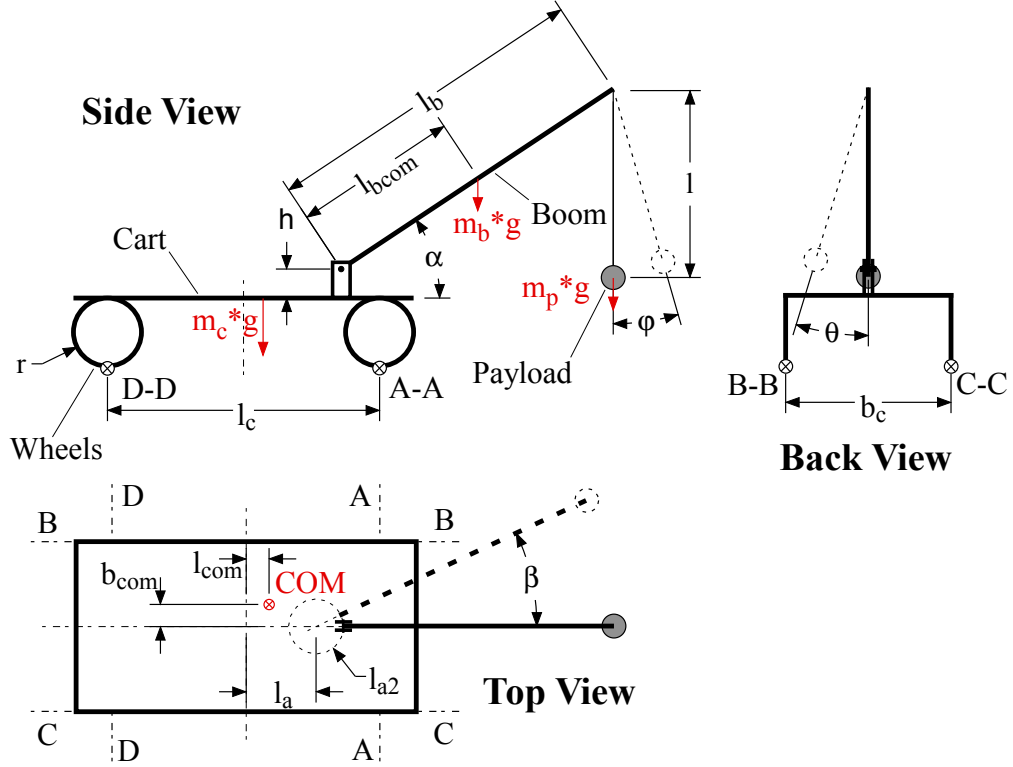 Side View
l_b
l_bcom
h
Cart
α
m_b*g
Boom
l
m_c*g
m_p*g
φ
r
D-D
A-A
Payload
l_c
Wheels
θ
B-B
C-C
b_c
Back View
D
A
B
B
l_com
b_com
COM
β
l_a2
l_a
Top View
C
D
A
C